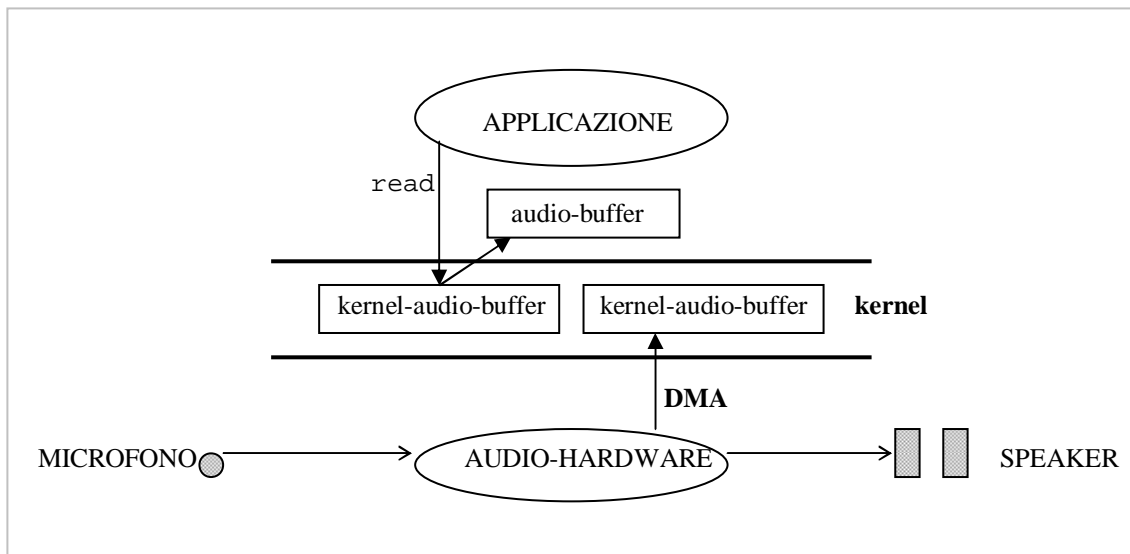 APPLICAZIONE
read
audio-buffer
kernel-audio-buffer kernel-audio-buffer kernel
DMA
MICROFONO AUDIO-HARDWARE SPEAKER